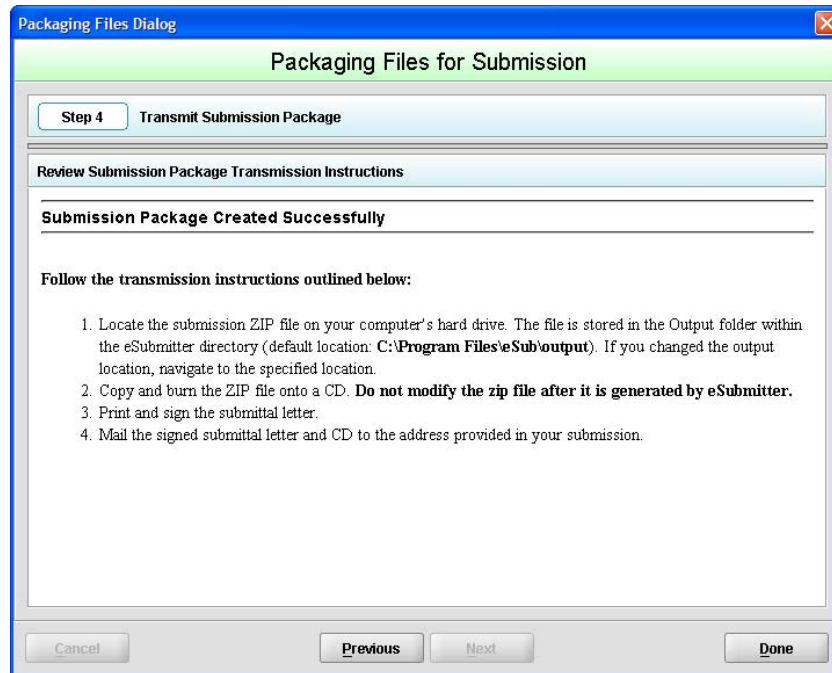 Packaging Files Dialog
Packaging Files for Submission
Step 4 Transmit Submission Package
Review Submission Package Transmission Instructions
Submission Package Created Successfully
Follow the transmission instructions outlined below:
1. Locate the submission ZIP file on your computer's hard drive. The file is stored in the Output folder within
the eSubmitter directory (default location: C:\Program Files\eSub\output). If you changed the output
location, navigate to the specified location.
2. Copy and burn the ZIP file onto a CD. Do not modify the zip file after it is generated by eSubmitter.
3. Print and sign the submittal letter.
4. Mail the signed submittal letter and CD to the address provided in your submission.
Cancel Previous Next Done